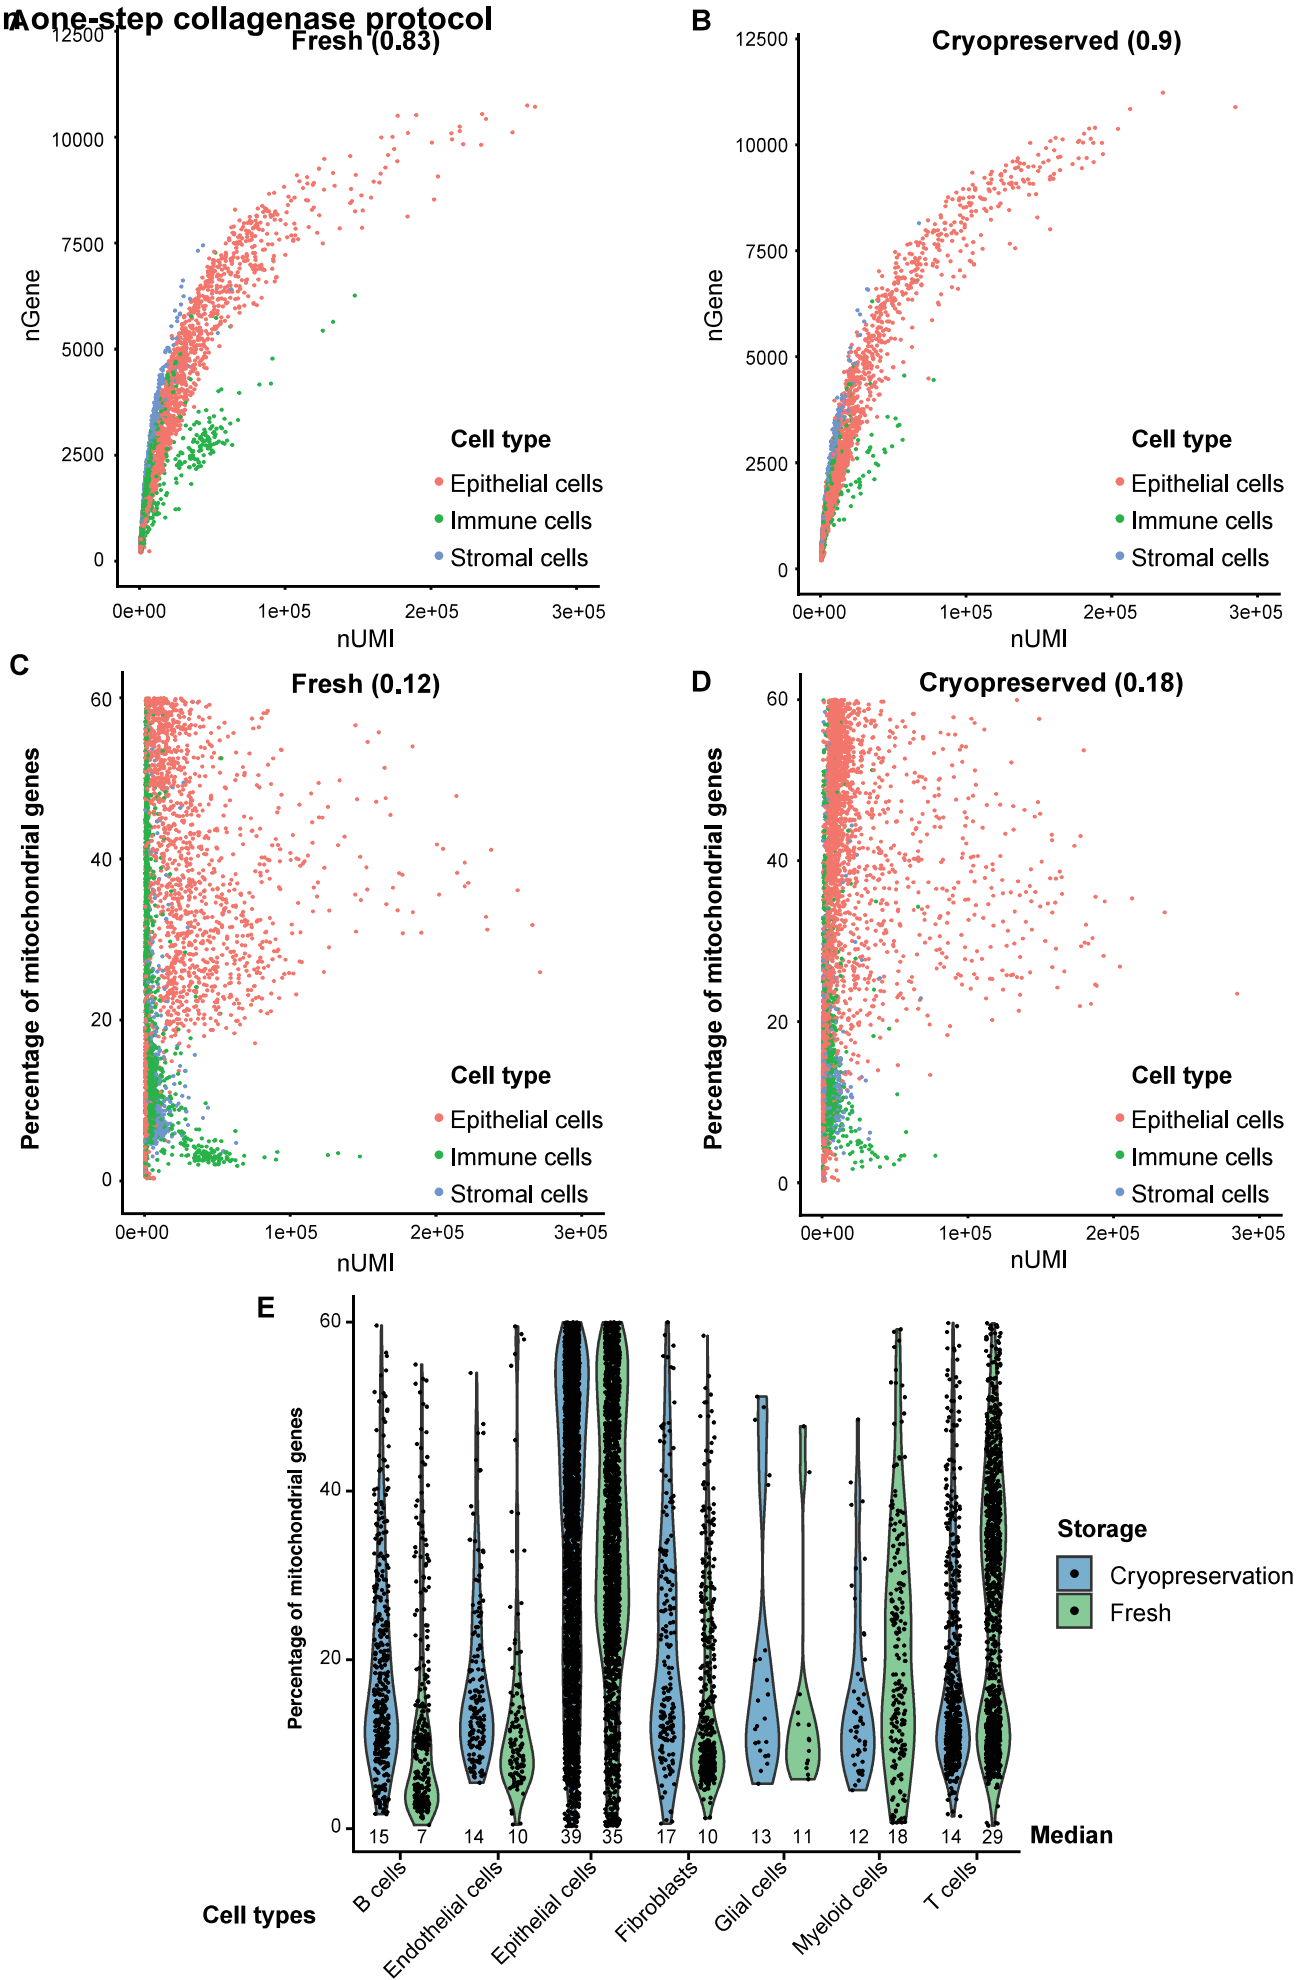 n one-step collagenase protocol
A
Fresh (0.83)
12500
10000
7500
5000
2500
0
nGene
0e+00 1e+05 2e+05 3e+05
nUMI
Cell type
Epithelial cells
Immune cells
Stromal cells
B
Cryopreserved (0.9)
12500
10000
7500
5000
2500
0
nGene
0e+00 1e+05 2e+05 3e+05
nUMI
Cell type
Epithelial cells
Immune cells
Stromal cells
C
Fresh (0.12)
60
40
20
0
Percentage of mitochondrial genes
0e+00 1e+05 2e+05 3e+05
nUMI
Cell type
Epithelial cells
Immune cells
Stromal cells
D
Cryopreserved (0.18)
60
40
20
0
Percentage of mitochondrial genes
0e+00 1e+05 2e+05 3e+05
nUMI
Cell type
Epithelial cells
Immune cells
Stromal cells
E
60
40
20
0
Percentage of mitochondrial genes
15 7 14 10 39 35 17 10 13 11 12 18 14 29 Median
B cells
Endothelial cells
Epithelial cells
Fibroblasts
Glial cells
Myeloid cells
T cells
Cell types
Storage
Cryopreservation
Fresh